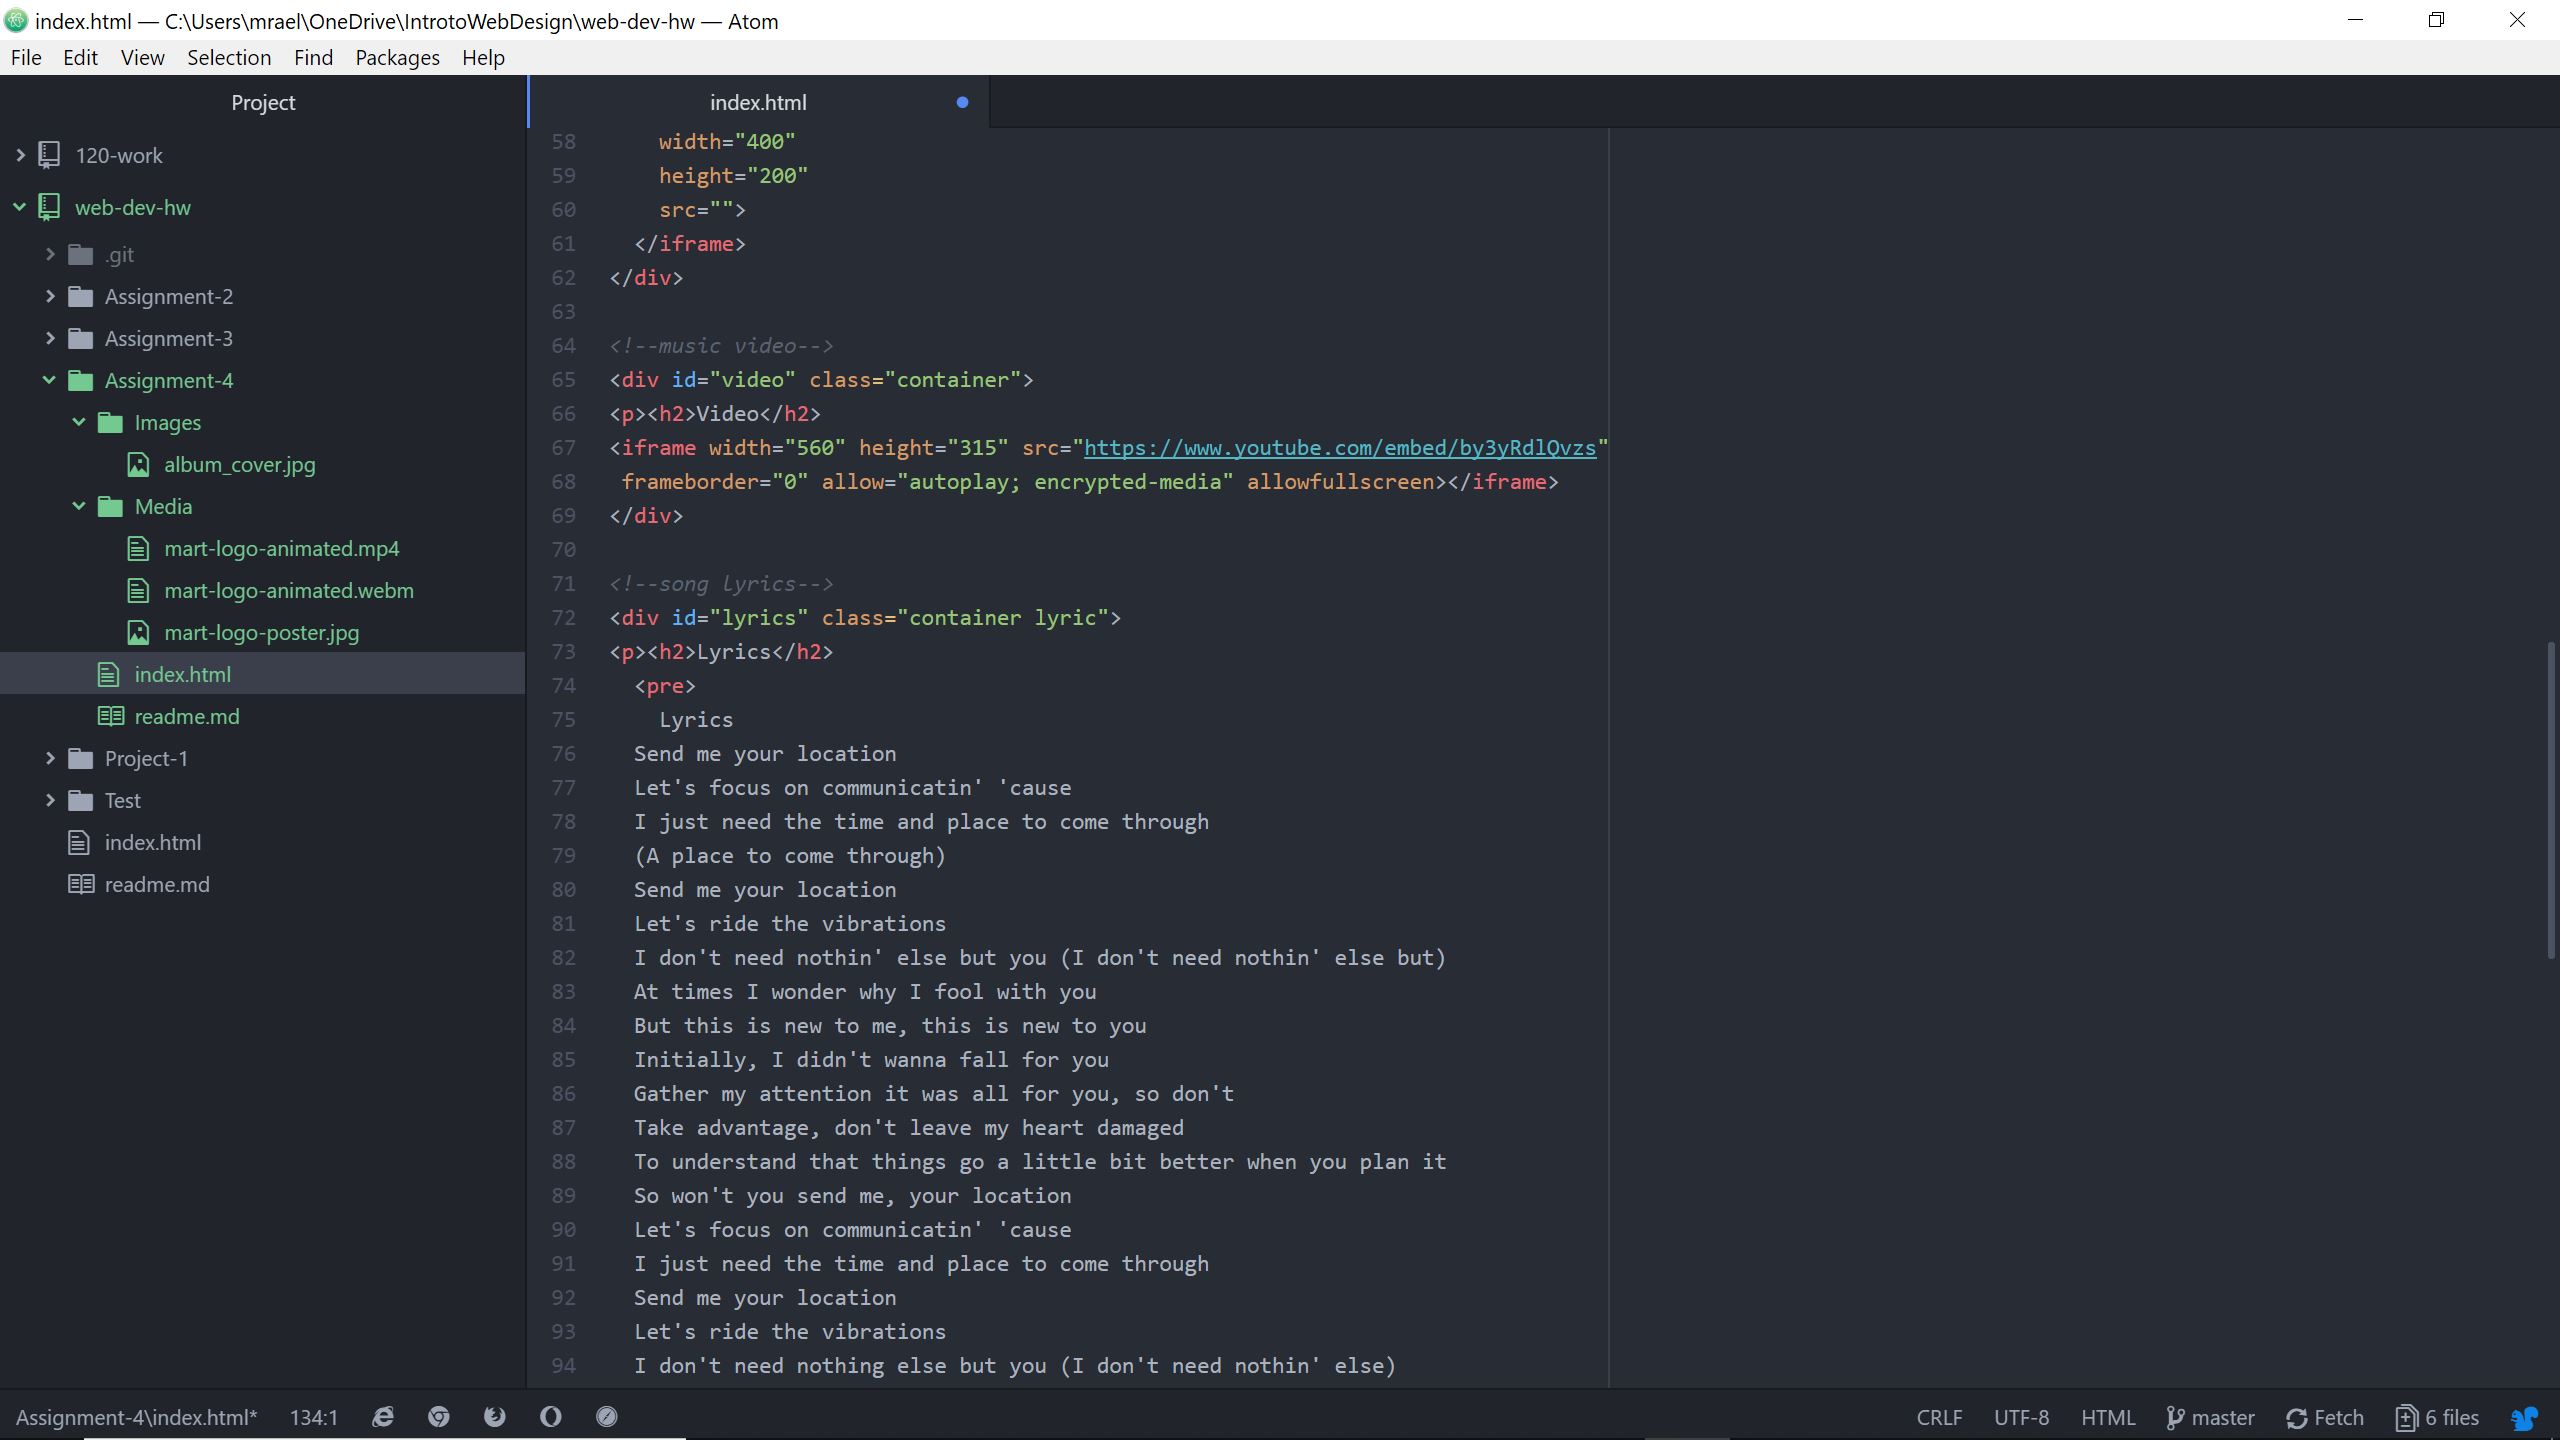 index.html — C:\Users\mrael\OneDrive\IntrotoWebDesign\web-dev-hw — Atom
File Edit View Selection Find Packages Help
Project
120-work
web-dev-hw
.git
Assignment-2
Assignment-3
Assignment-4
Images
album_cover.jpg
Media
mart-logo-animated.mp4
mart-logo-animated.webm
mart-logo-poster.jpg
index.html
readme.md
Project-1
Test
index.html
readme.md
index.html
58 width="400"
59 height="200"
60 src="">
61 </iframe>
62 </div>
63
64 <!--music video-->
65 <div id="video" class="container">
66 <p><h2>Video</h2>
67 <iframe width="560" height="315" src="https://www.youtube.com/embed/by3yRdlQvzs"
68 frameborder="0" allow="autoplay; encrypted-media" allowfullscreen></iframe>
69 </div>
70
71 <!--song lyrics-->
72 <div id="lyrics" class="container lyric">
73 <p><h2>Lyrics</h2>
74 <pre>
75 Lyrics
76 Send me your location
77 Let's focus on communicatin' 'cause
78 I just need the time and place to come through
79 (A place to come through)
80 Send me your location
81 Let's ride the vibrations
82 I don't need nothin' else but you (I don't need nothin' else but)
83 At times I wonder why I fool with you
84 But this is new to me, this is new to you
85 Initially, I didn't wanna fall for you
86 Gather my attention it was all for you, so don't
87 Take advantage, don't leave my heart damaged
88 To understand that things go a little bit better when you plan it
89 So won't you send me, your location
90 Let's focus on communicatin' 'cause
91 I just need the time and place to come through
92 Send me your location
93 Let's ride the vibrations
94 I don't need nothing else but you (I don't need nothin' else)
Assignment-4\index.html* 134:1 CRLF UTF-8 HTML master Fetch 6 files